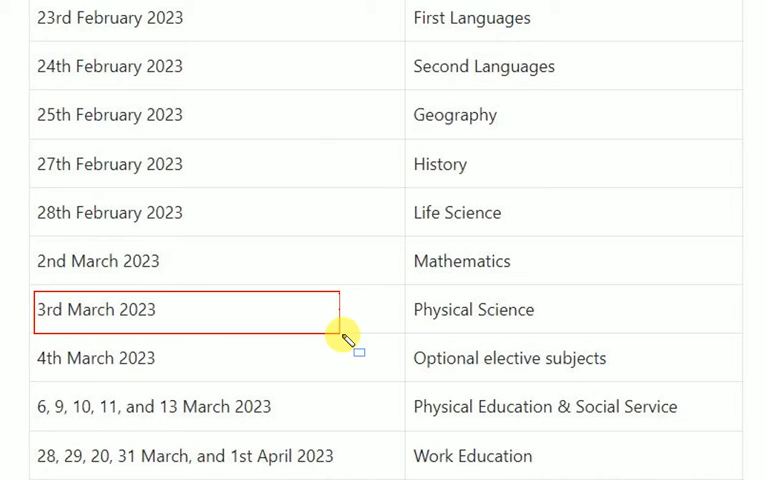 23rd February 2023 First Languages
24th February 2023 Second Languages
25th February 2023 Geography
27th February 2023 History
28th February 2023 Life Science
2nd March 2023 Mathematics
3rd March 2023 Physical Science
4th March 2023 Optional elective subjects
6, 9, 10, 11, and 13 March 2023 Physical Education & Social Service
28, 29, 20, 31 March, and 1st April 2023 Work Education